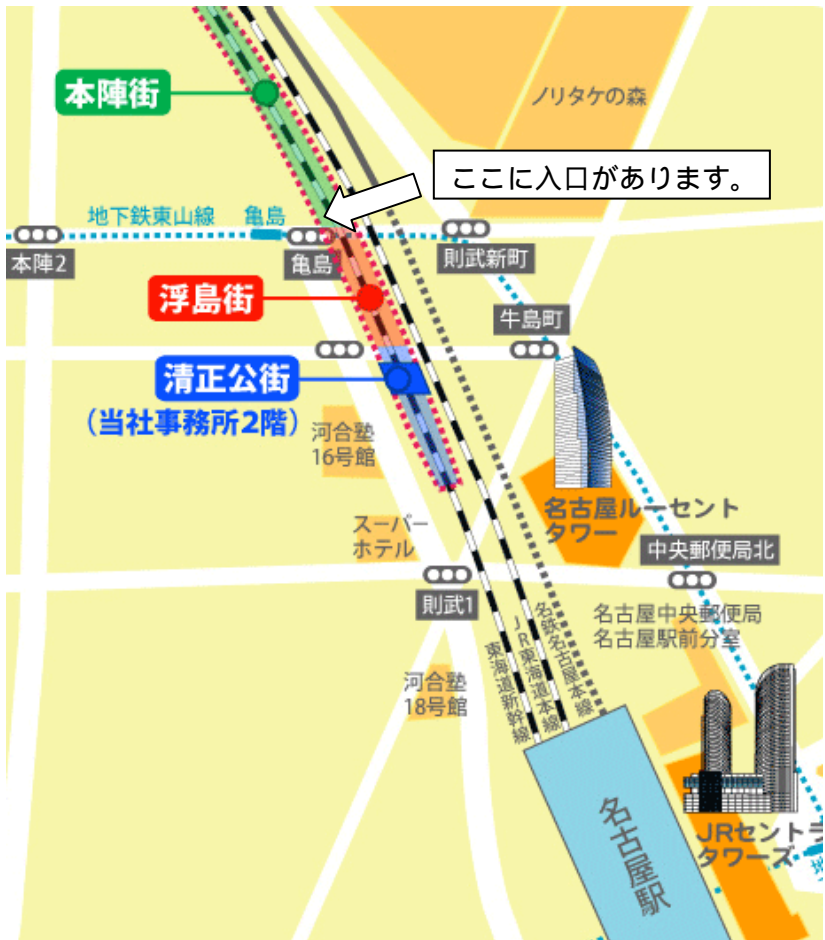 ノリタケの森
本陣街
ここに入口があります。
地下鉄東山線
亀島
本陣2
亀島
則武新町
浮島街
牛島町
清正公街
(当社事務所2階)
河合塾
16号館
名古屋ルーセント
タワー
スーパー
ホテル
中央郵便局北
則武1
名古屋中央郵便局
名古屋駅前分室
東海道新幹線
JR東海道本線
名鉄名古屋本線
河合塾
18号館
名古屋駅
JRセントラ
タワーズ